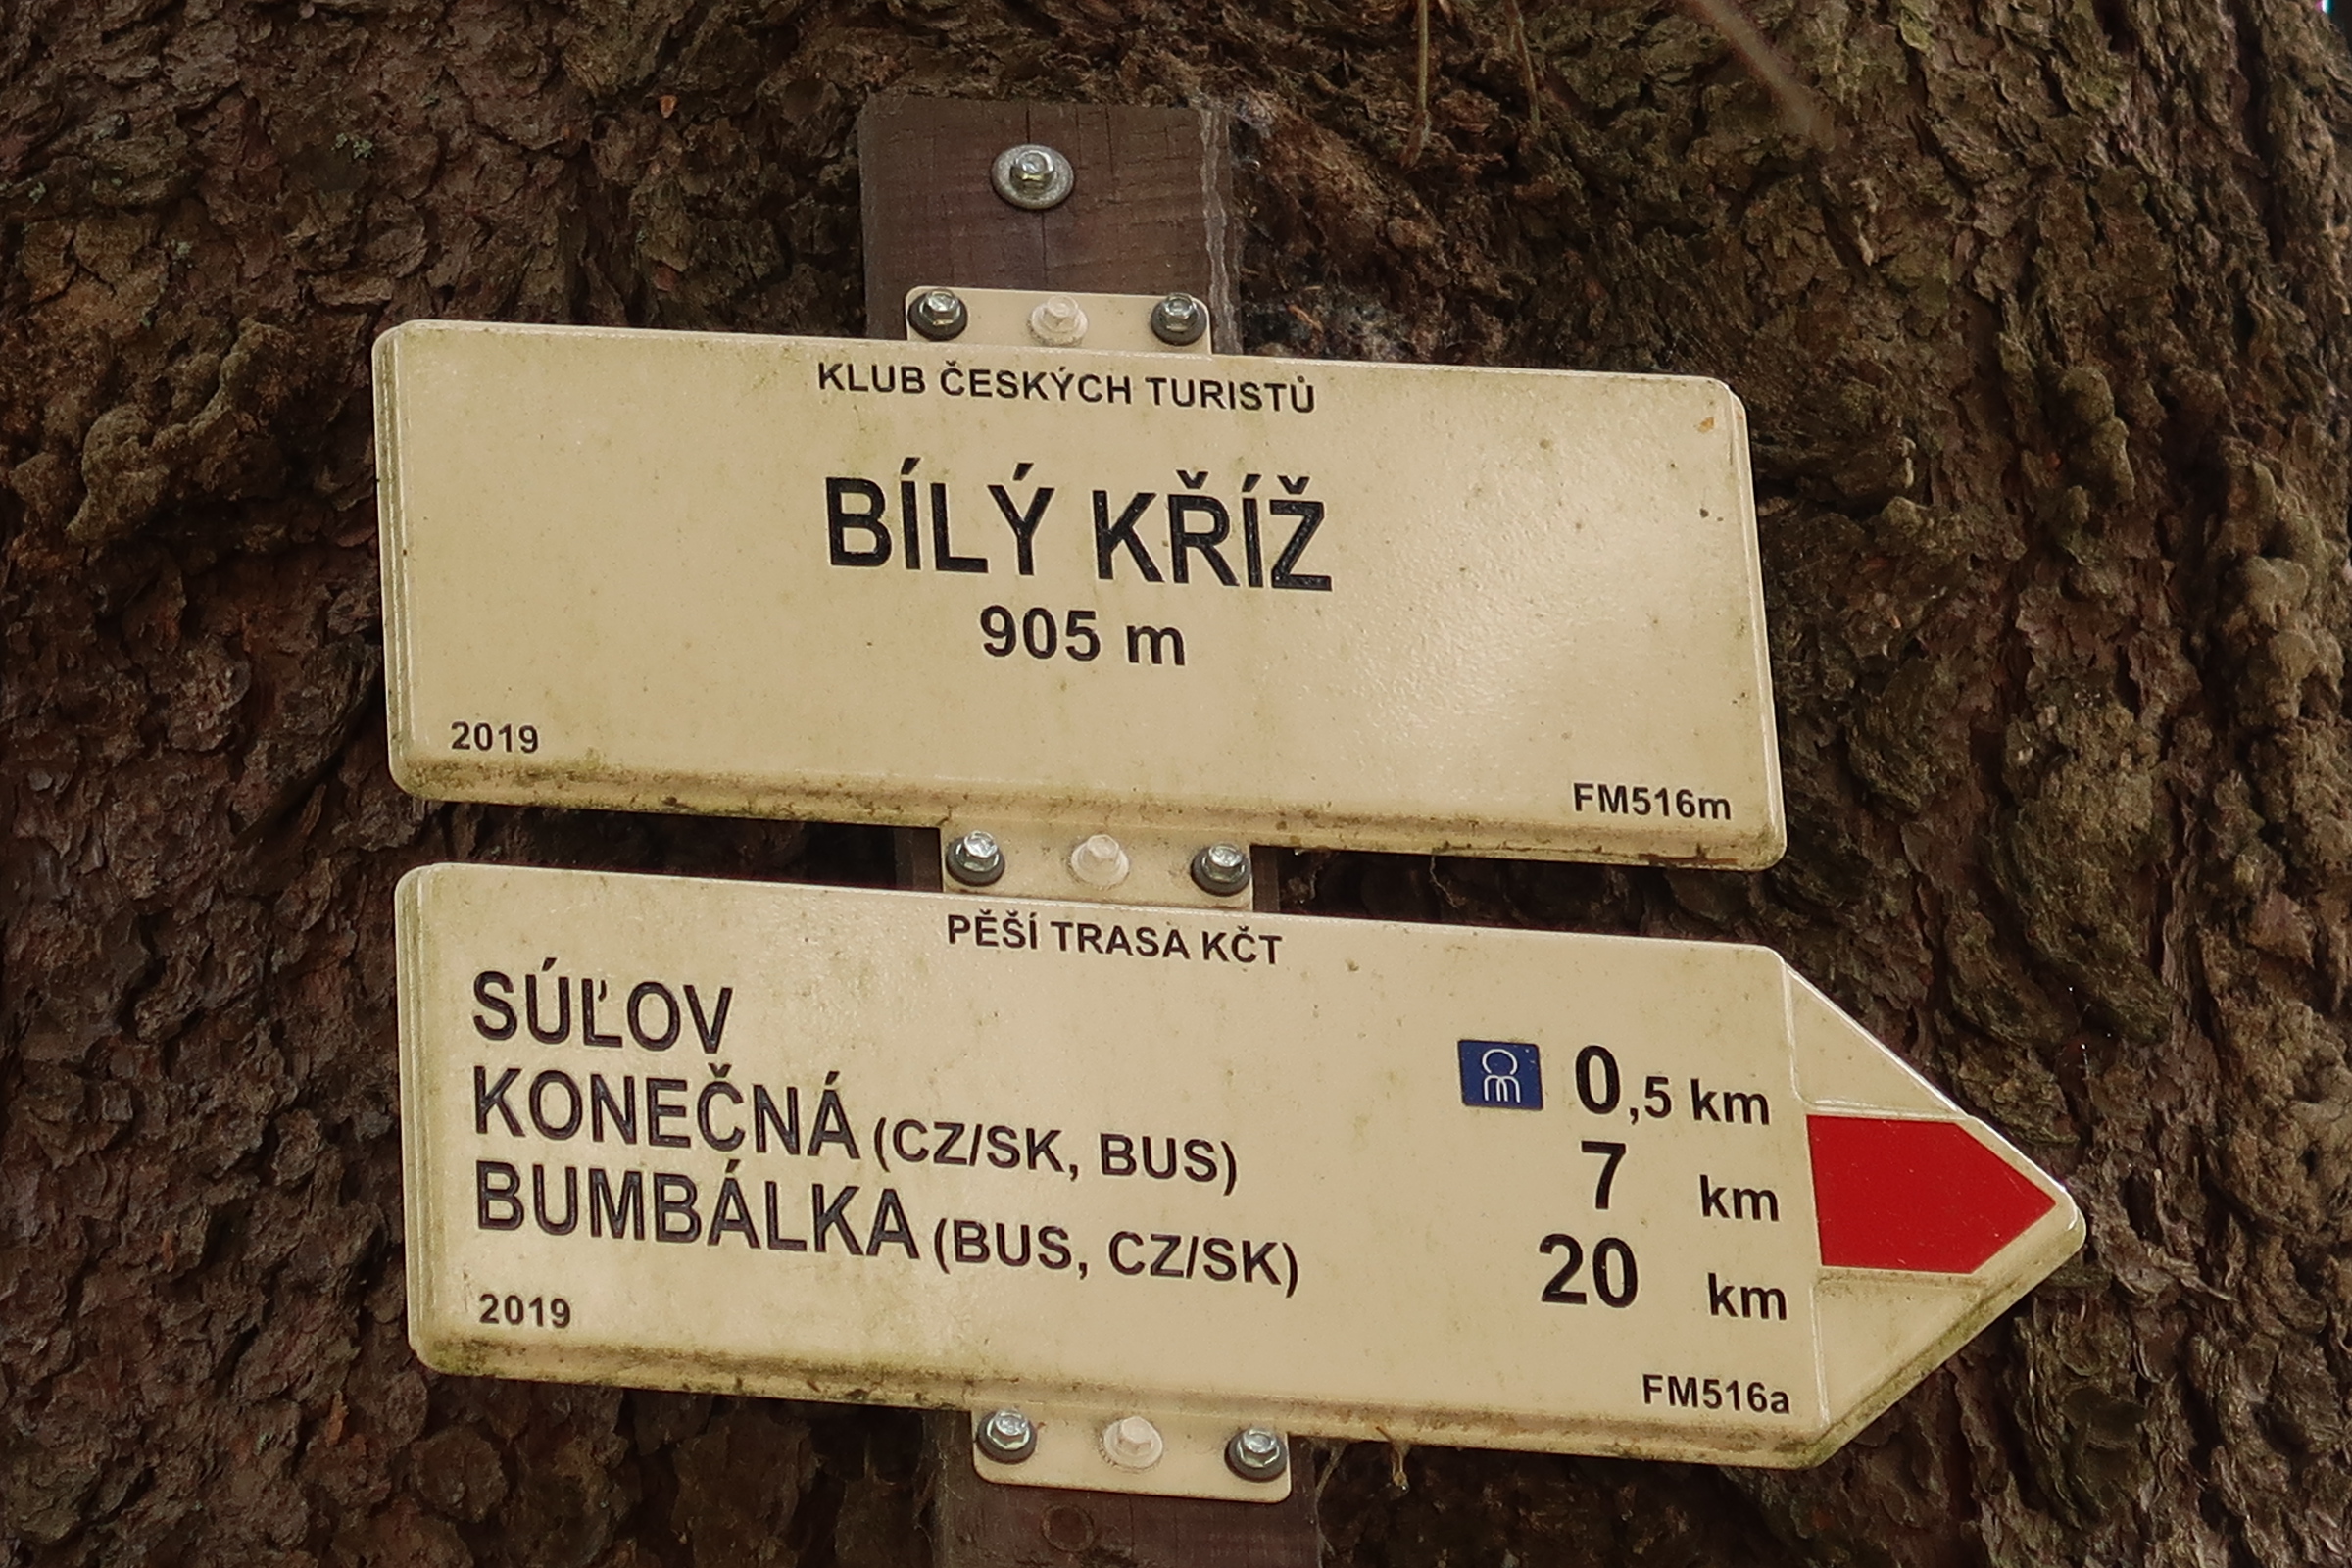 KLUB ČESKÝCH TURISTŮ
BÍLÝ KŘÍŽ
905 m
2019 FM516m
PĚŠÍ TRASA KČT
SÚĽOV 0,5 km
KONEČNÁ (CZ/SK, BUS) 7 km
BUMBÁLKA (BUS, CZ/SK) 20 km
2019 FM516a